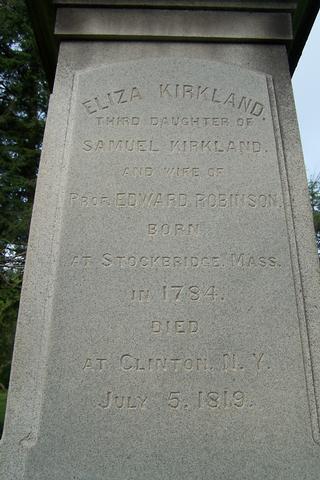 ELIZA KIRKLAND,
THIRD DAUGHTER OF
SAMUEL KIRKLAND,
AND WIFE OF
PROF. EDWARD ROBINSON.
BORN
AT STOCKBRIDGE, MASS.
IN 1784.
DIED
AT CLINTON, N.Y.
JULY 5, 1819.